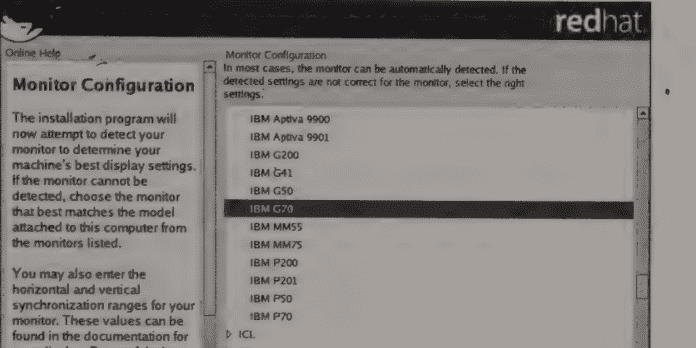 redhat
Online Help
Monitor Configuration
The installation program will
now attempt to detect your
monitor to determine your
machine's best display settings.
If the monitor cannot be
detected, choose the monitor
that best matches the model
attached to this computer from
the monitors listed.
You may also enter the
horizontal and vertical
synchronization ranges for your
monitor. These values can be
found in the documentation for
Monitor Configuration
In most cases, the monitor can be automatically detected. If the
detected settings are not correct for the monitor, select the right
settings.
IBM Aptiva 9900
IBM Aptiva 9901
IBM G200
IBM G41
IBM G50
IBM G70
IBM MM55
IBM MM75
IBM P200
IBM P201
IBM P50
IBM P70
ICL